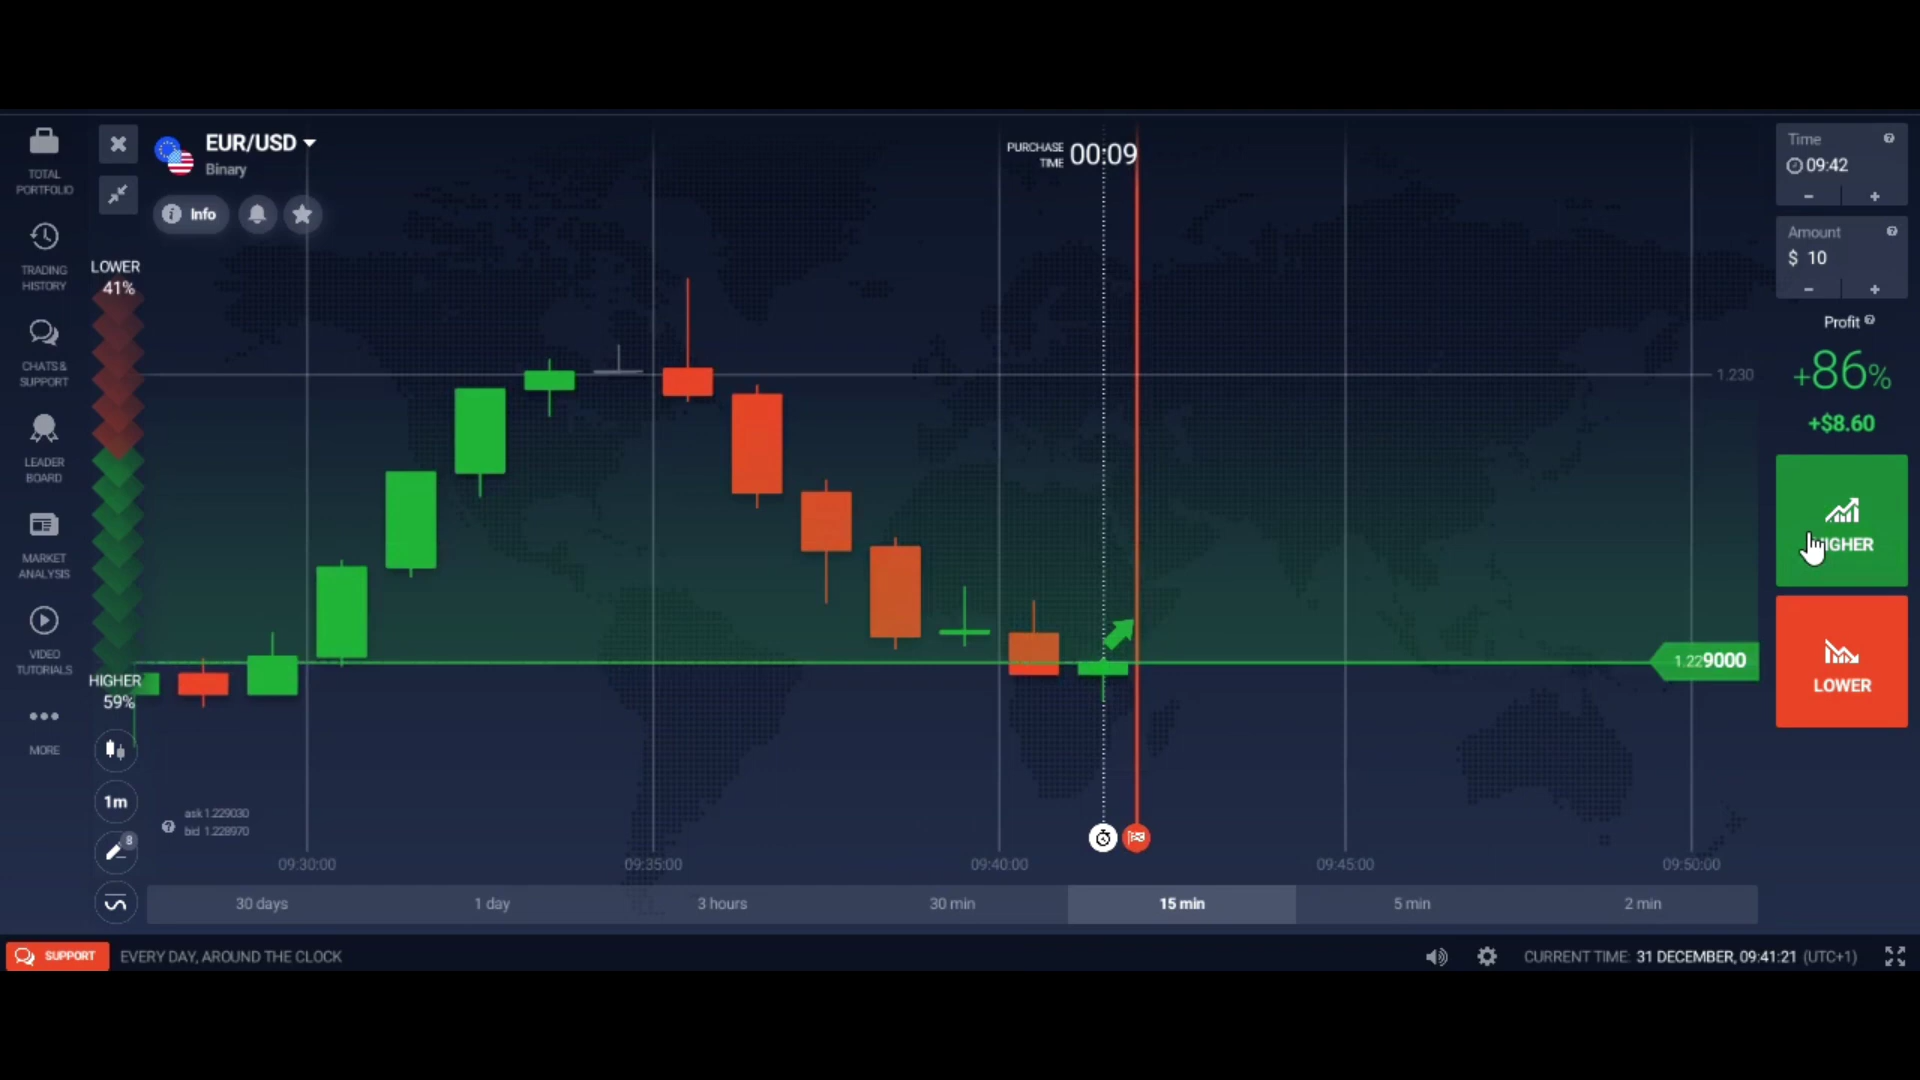 TOTAL
PORTFOLIO
TRADING
HISTORY
CHATS &
SUPPORT
LEADER
BOARD
MARKET
ANALYSIS
VIDEO
TUTORIALS
MORE
EUR/USD
Binary
Info
LOWER
41%
HIGHER
59%
1m
8
ask 1.229030
bid 1.228970
PURCHASE
TIME 00:09
1.230
1.229000
09:30:00 09:35:00 09:40:00 09:45:00 09:50:00
30 days 1 day 3 hours 30 min 15 min 5 min 2 min
Time
09:42
- +
Amount
$ 10
- +
Profit
+86%
+$8.60
IGHER
LOWER
SUPPORT EVERY DAY, AROUND THE CLOCK
CURRENT TIME: 31 DECEMBER, 09:41:21 (UTC+1)